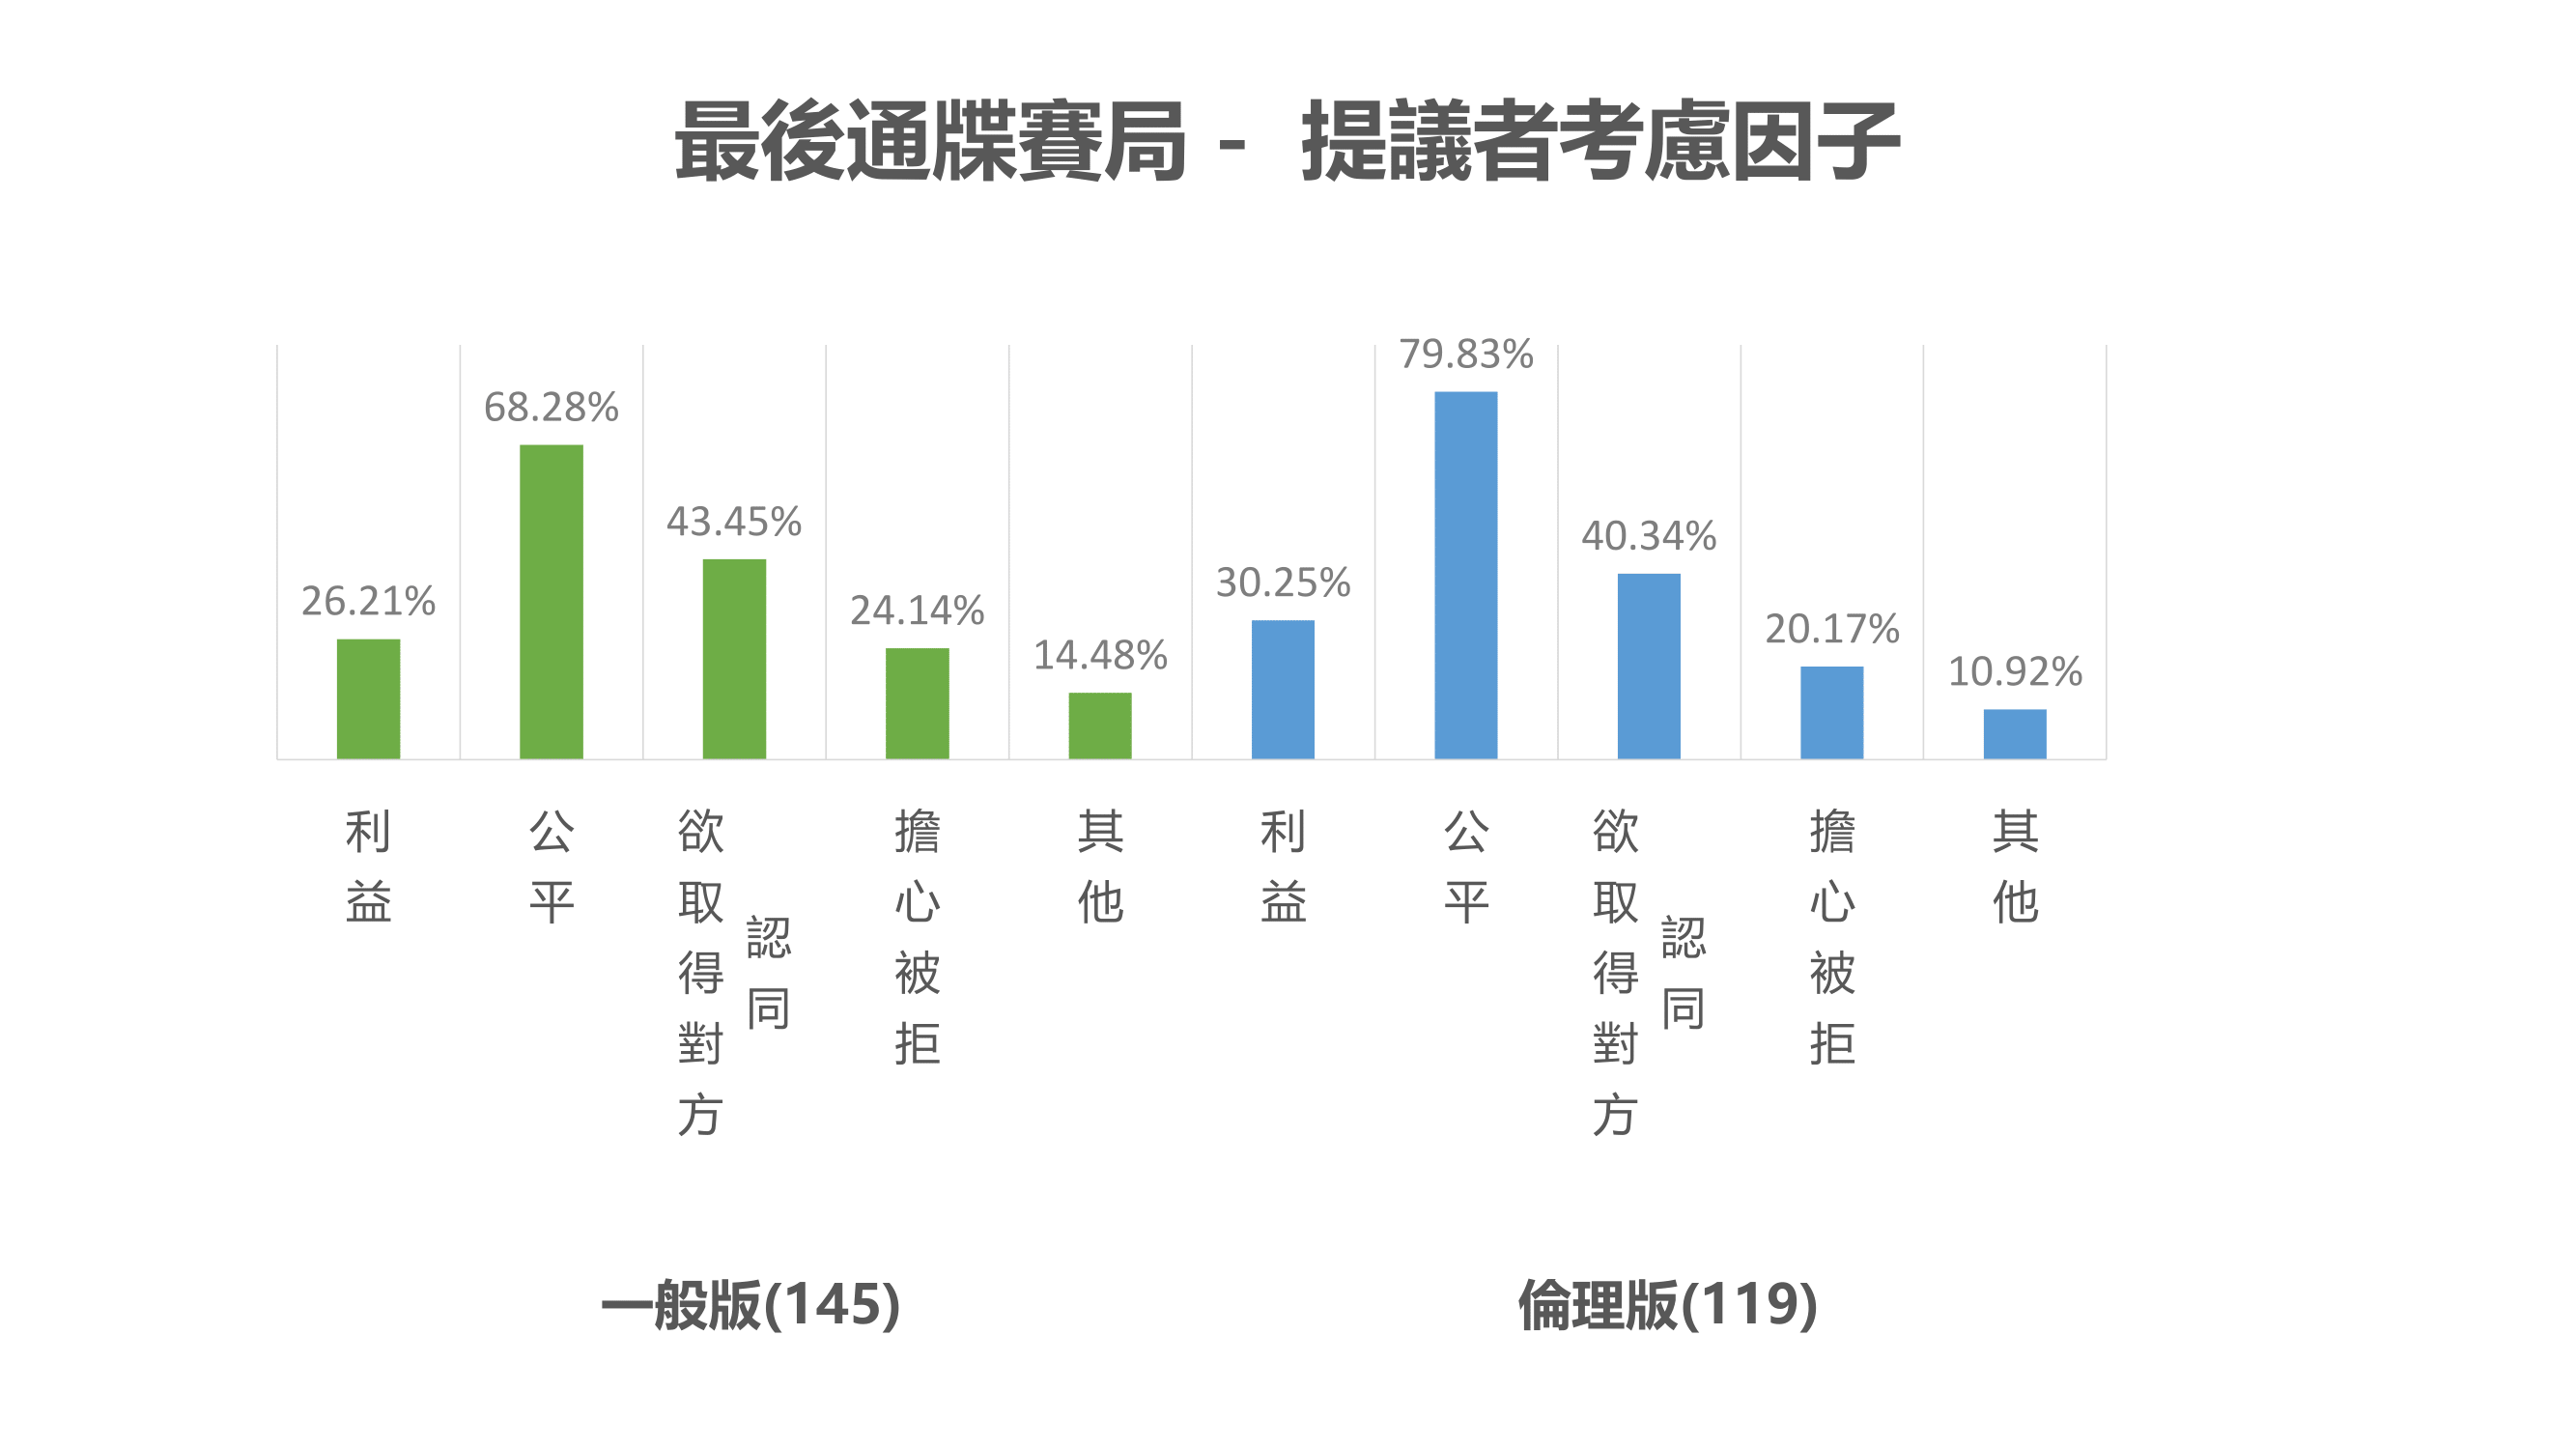 最後通牒賽局 - 提議者考慮因子
26.21%
68.28%
43.45%
24.14%
14.48%
30.25%
79.83%
40.34%
20.17%
10.92%
利益
公平
欲取得對方
認同
擔心被拒
其他
利益
公平
欲取得對方
認同
擔心被拒
其他
一般版(145)
倫理版(119)